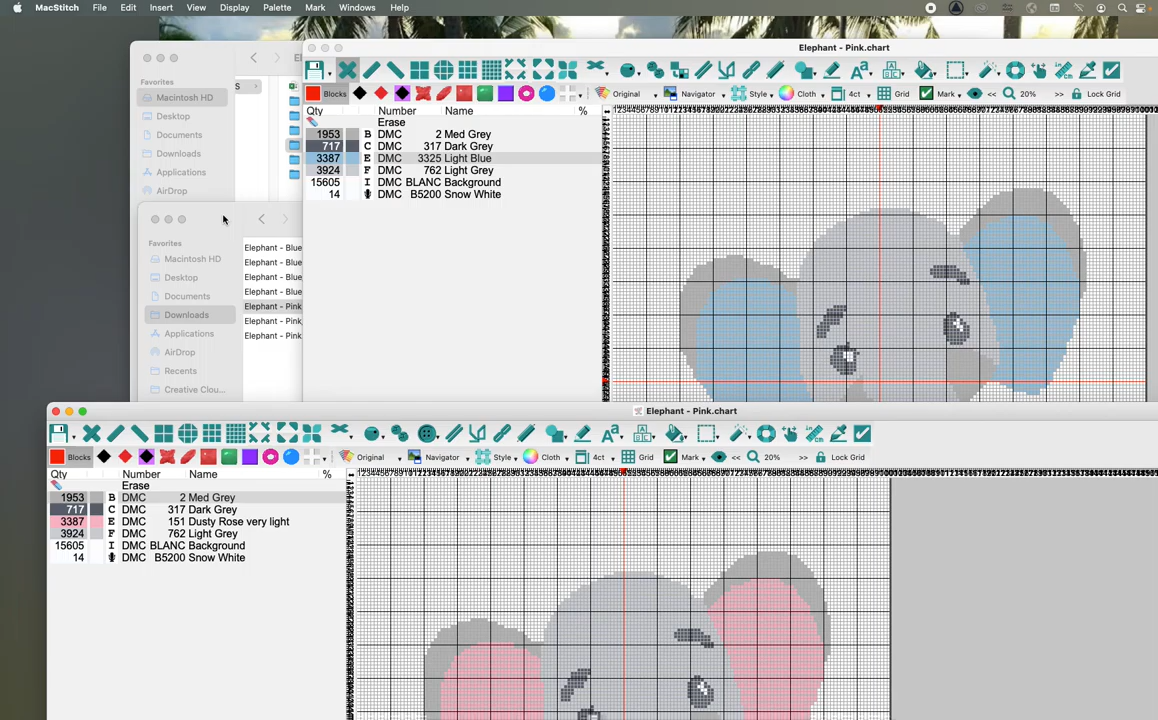 MacStitch File Edit Insert View Display Palette Mark Windows Help
Elephant - Pink.chart
Favorites
Macintosh HD
Desktop
Documents
Downloads
Applications
AirDrop
Blocks Original Navigator Style Cloth 4ct Grid Mark << 20% >> Lock Grid
Qty Number Name %
Erase
1953 B DMC 2 Med Grey
717 C DMC 317 Dark Grey
3387 E DMC 3325 Light Blue
3924 F DMC 762 Light Grey
15605 I DMC BLANC Background
14 DMC B5200 Snow White
Favorites
Macintosh HD
Desktop
Documents
Downloads
Applications
AirDrop
Recents
Creative Clou...
Elephant - Blue
Elephant - Blue
Elephant - Blue
Elephant - Blue
Elephant - Pink
Elephant - Pink
Elephant - Pink
Elephant - Pink.chart
Blocks Original Navigator Style Cloth 4ct Grid Mark << 20% >> Lock Grid
Qty Number Name %
Erase
1953 B DMC 2 Med Grey
717 C DMC 317 Dark Grey
3387 E DMC 151 Dusty Rose very light
3924 F DMC 762 Light Grey
15605 I DMC BLANC Background
14 DMC B5200 Snow White